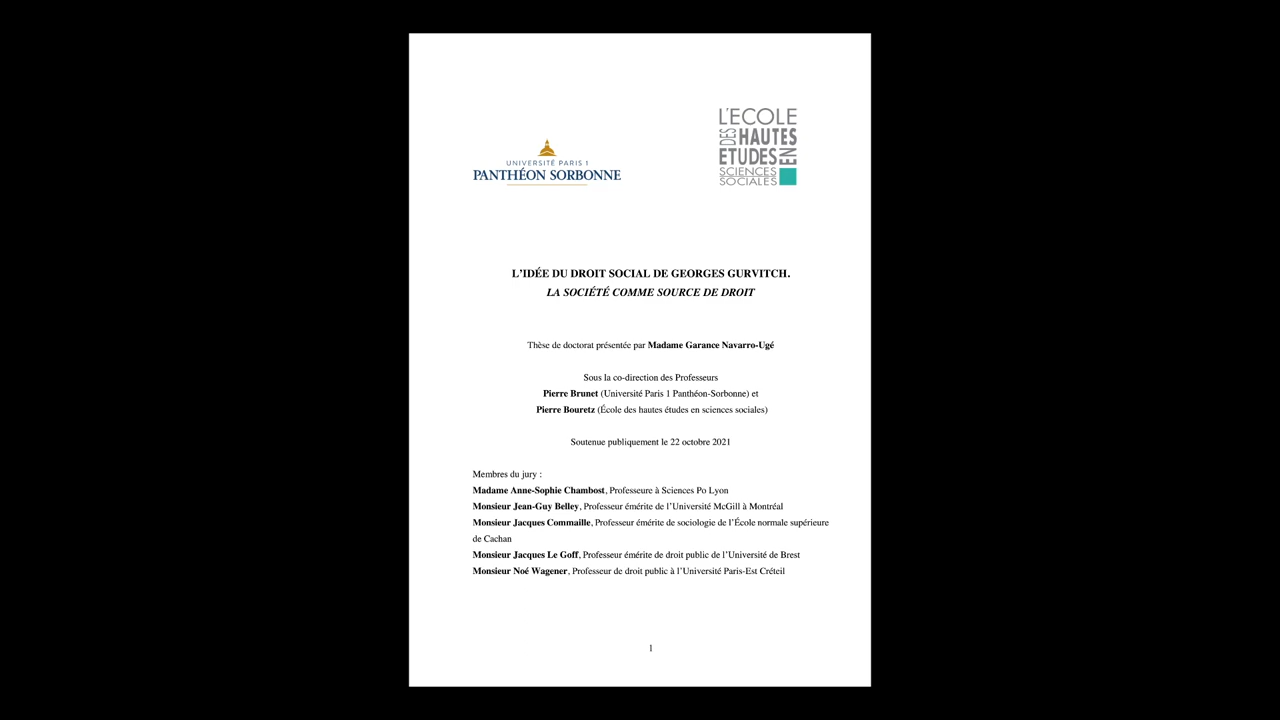 UNIVERSITÉ PARIS 1
PANTHÉON SORBONNE
L'ECOLE
DES HAUTES
ETUDES EN
SCIENCES
SOCIALES
L'IDÉE DU DROIT SOCIAL DE GEORGES GURVITCH.
LA SOCIÉTÉ COMME SOURCE DE DROIT
Thèse de doctorat présentée par Madame Garance Navarro-Ugé
Sous la co-direction des Professeurs
Pierre Brunet (Université Paris 1 Panthéon-Sorbonne) et
Pierre Bouretz (École des hautes études en sciences sociales)
Soutenue publiquement le 22 octobre 2021
Membres du jury :
Madame Anne-Sophie Chambost, Professeure à Sciences Po Lyon
Monsieur Jean-Guy Belley, Professeur émérite de l'Université McGill à Montréal
Monsieur Jacques Commaille, Professeur émérite de sociologie de l'École normale supérieure
de Cachan
Monsieur Jacques Le Goff, Professeur émérite de droit public de l'Université de Brest
Monsieur Noé Wagener, Professeur de droit public à l'Université Paris-Est Créteil
1